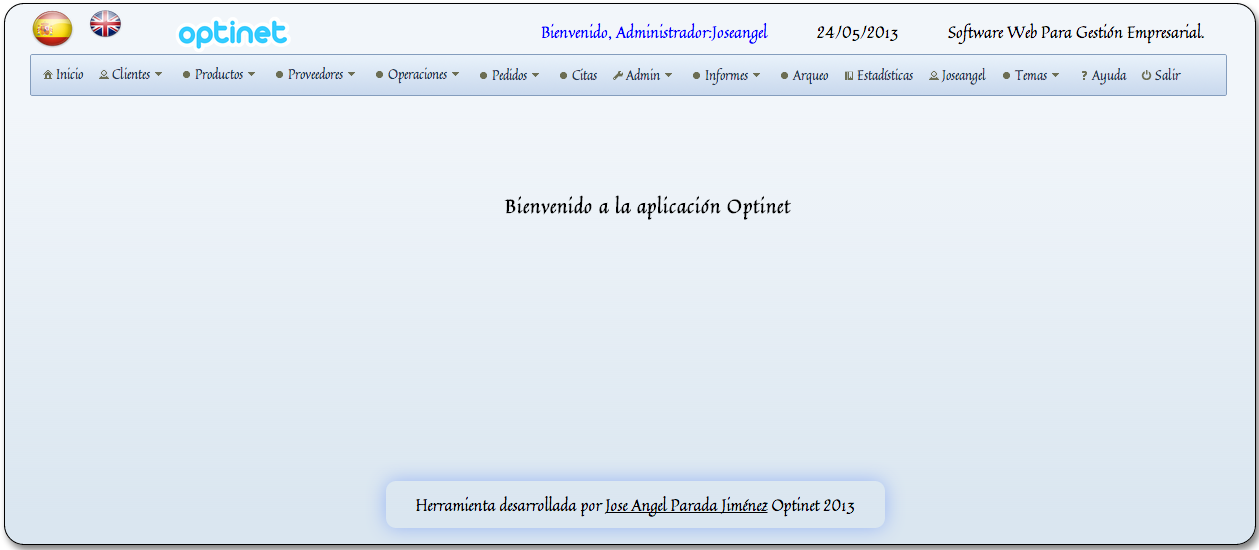 optinet Bienvenido, Administrador:Joseangel 24/05/2013 Software Web Para Gestión Empresarial.
Inicio Clientes Productos Proveedores Operaciones Pedidos Citas Admin Informes Arqueo Estadísticas Joseangel Temas ? Ayuda Salir
Bienvenido a la aplicación Optinet
Herramienta desarrollada por Jose Angel Parada Jiménez Optinet 2013